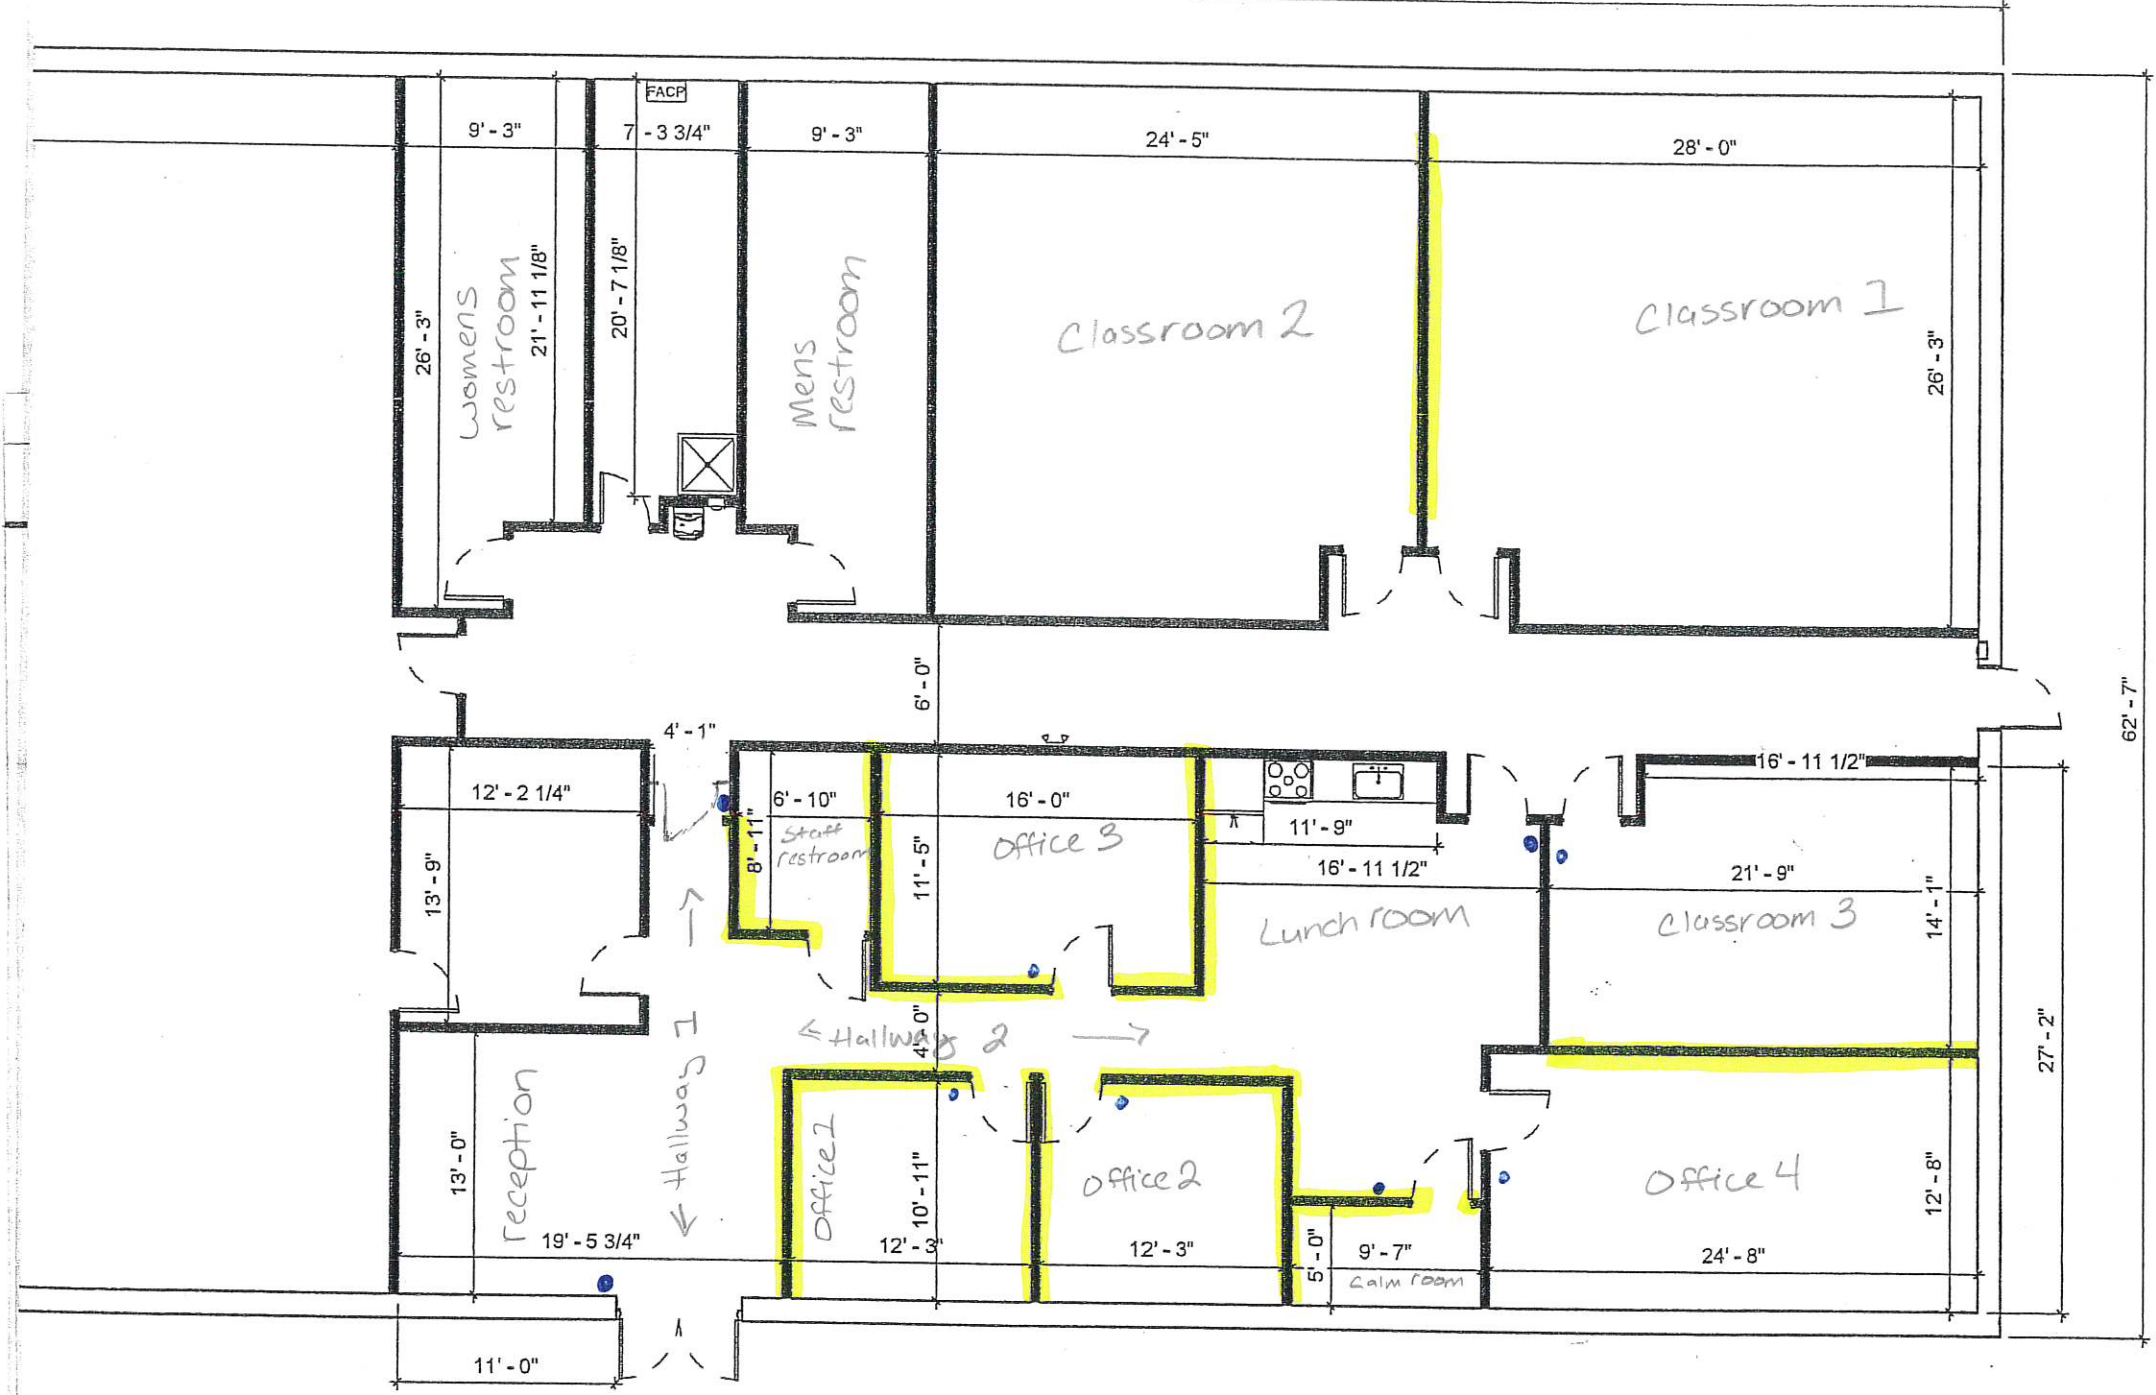 FACP
9' - 3"
7' - 3 3/4"
9' - 3"
24' - 5"
28' - 0"
26' - 3"
Womens
restroom
21' - 11 1/8"
20' - 7 1/8"
Mens
restroom
Classroom 2
Classroom 1
26' - 3"
6' - 0"
62' - 7"
4' - 1"
12' - 2 1/4"
6' - 10"
16' - 0"
16' - 11 1/2"
13' - 9"
8' - 11"
Staff
restroom
11' - 5"
Office 3
11' - 9"
16' - 11 1/2"
21' - 9"
14' - 1"
Lunch room
Classroom 3
27' - 2"
Hallway 1
Hallway 2
4' - 0"
reception
13' - 0"
Office 1
10' - 11"
Office 2
Office 4
12' - 8"
19' - 5 3/4"
12' - 3"
12' - 3"
5' - 0"
9' - 7"
Calm room
24' - 8"
11' - 0"